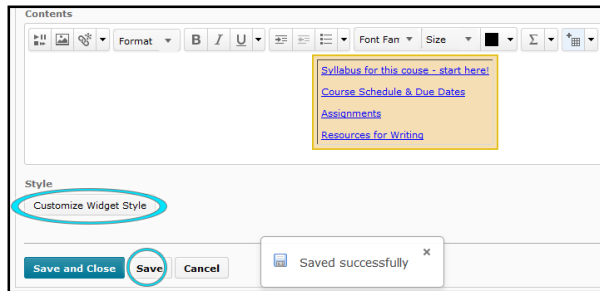 Contents
Format B I U Font Fan Size Σ
Syllabus for this couse - start here!
Course Schedule & Due Dates
Assignments
Resources for Writing
Style
Customize Widget Style
Save and Close Save Cancel Saved successfully ×